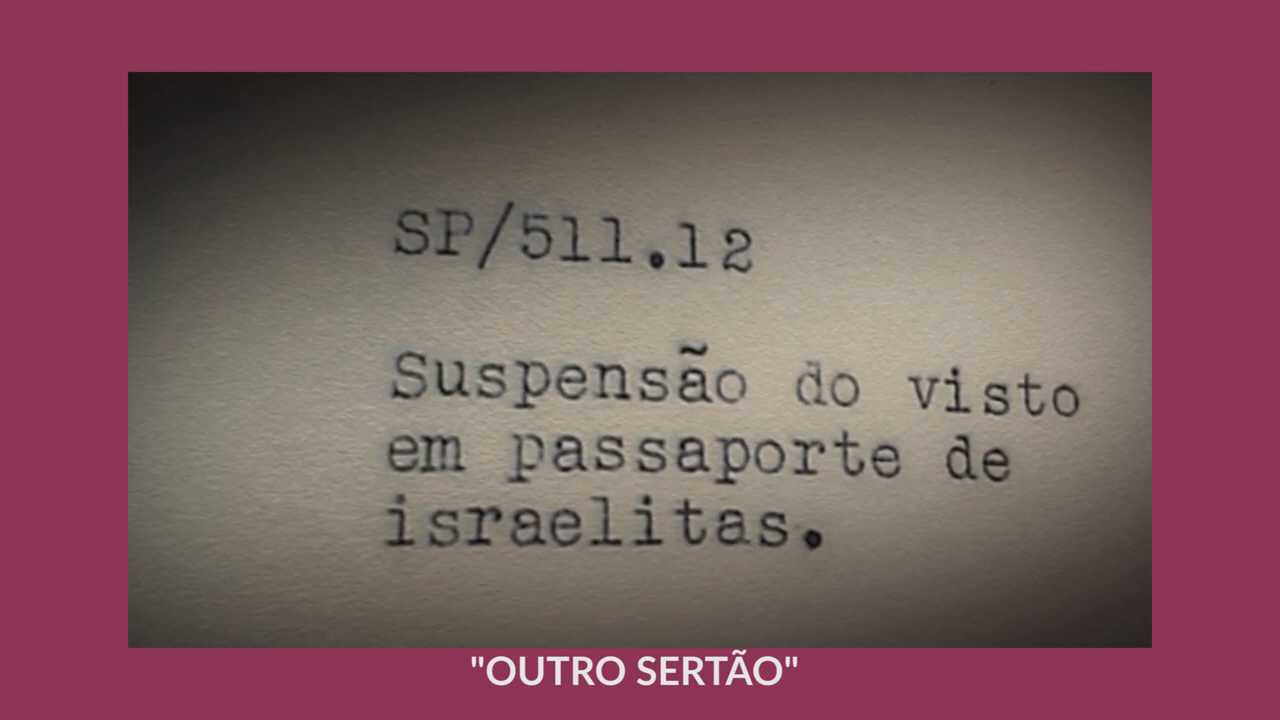 SP/511.12
Suspensão do visto
em passaporte de
israelitas.
"OUTRO SERTÃO"